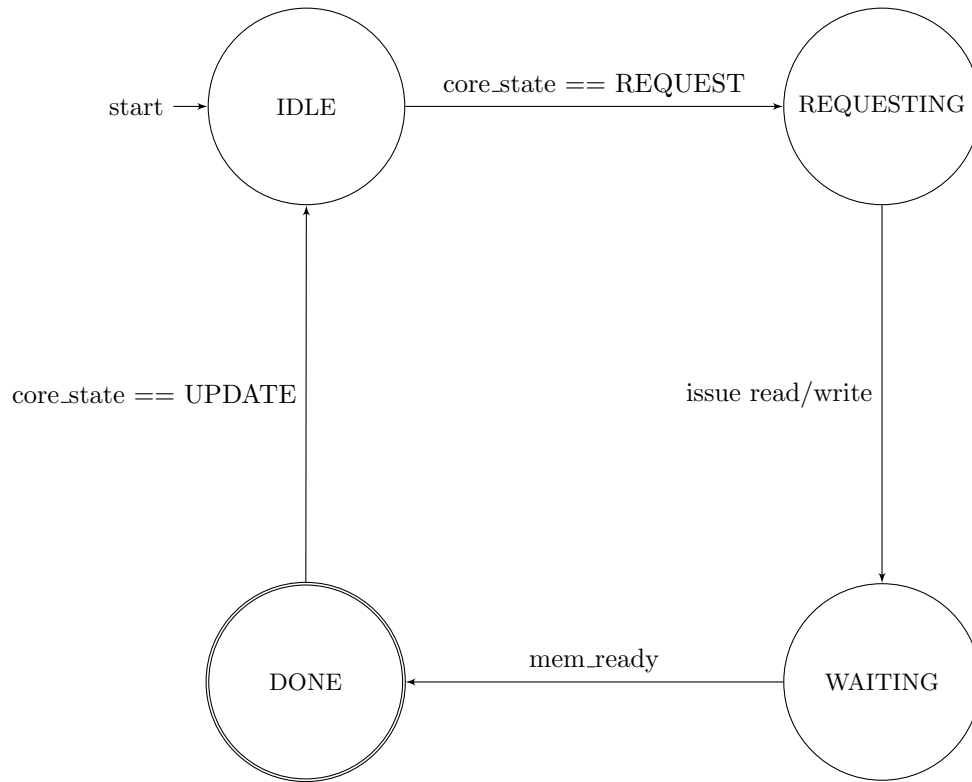 core_state == REQUEST
start
IDLE
REQUESTING
core_state == UPDATE
issue read/write
mem_ready
DONE
WAITING